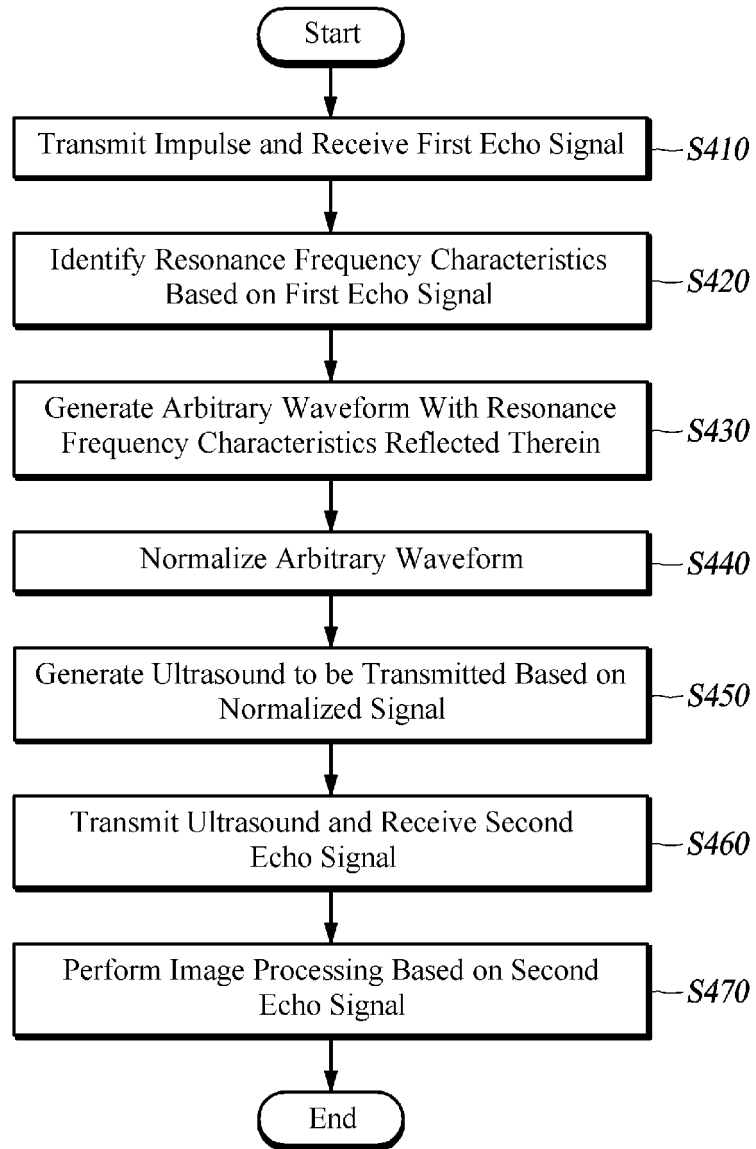 Start
Transmit Impulse and Receive First Echo Signal
S410
Identify Resonance Frequency Characteristics
Based on First Echo Signal
S420
Generate Arbitrary Waveform With Resonance
Frequency Characteristics Reflected Therein
S430
Normalize Arbitrary Waveform
S440
Generate Ultrasound to be Transmitted Based on
Normalized Signal
S450
Transmit Ultrasound and Receive Second
Echo Signal
S460
Perform Image Processing Based on Second
Echo Signal
S470
End